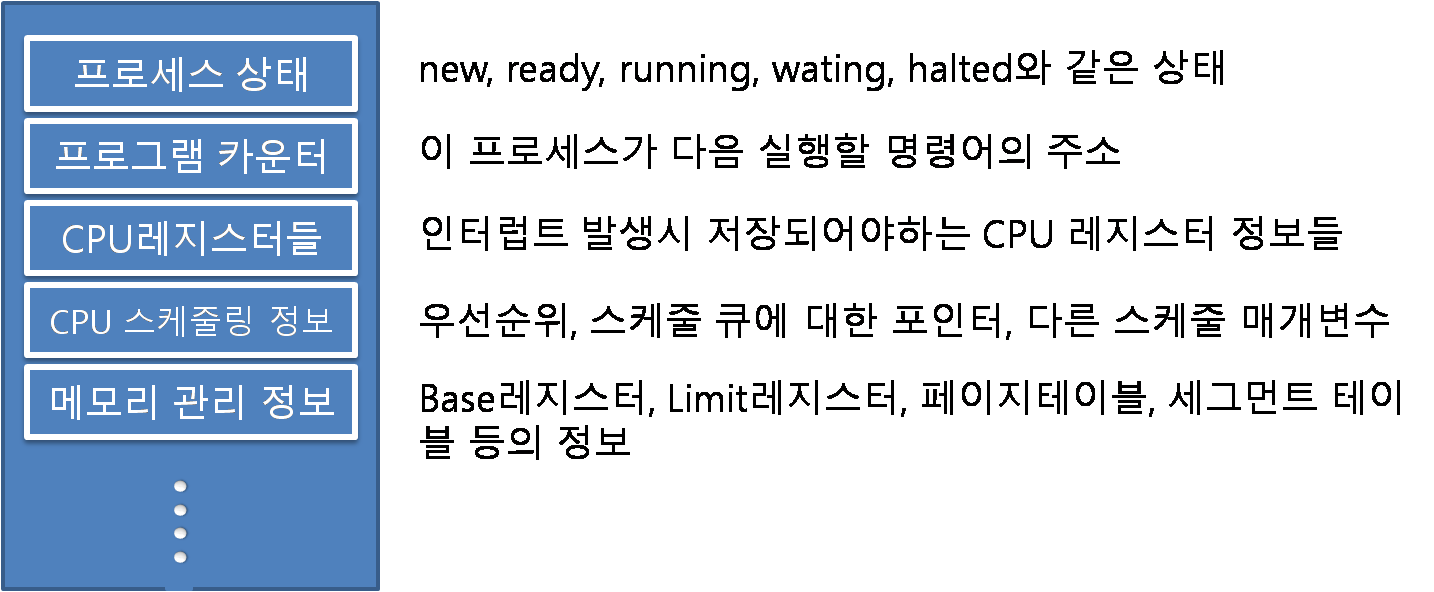 프로세스 상태
new, ready, running, wating, halted와 같은 상태
프로그램 카운터
이 프로세스가 다음 실행할 명령어의 주소
CPU레지스터들
인터럽트 발생시 저장되어야하는 CPU 레지스터 정보들
CPU 스케줄링 정보
우선순위, 스케줄 큐에 대한 포인터, 다른 스케줄 매개변수
메모리 관리 정보
Base레지스터, Limit레지스터, 페이지테이블, 세그먼트 테이
블 등의 정보